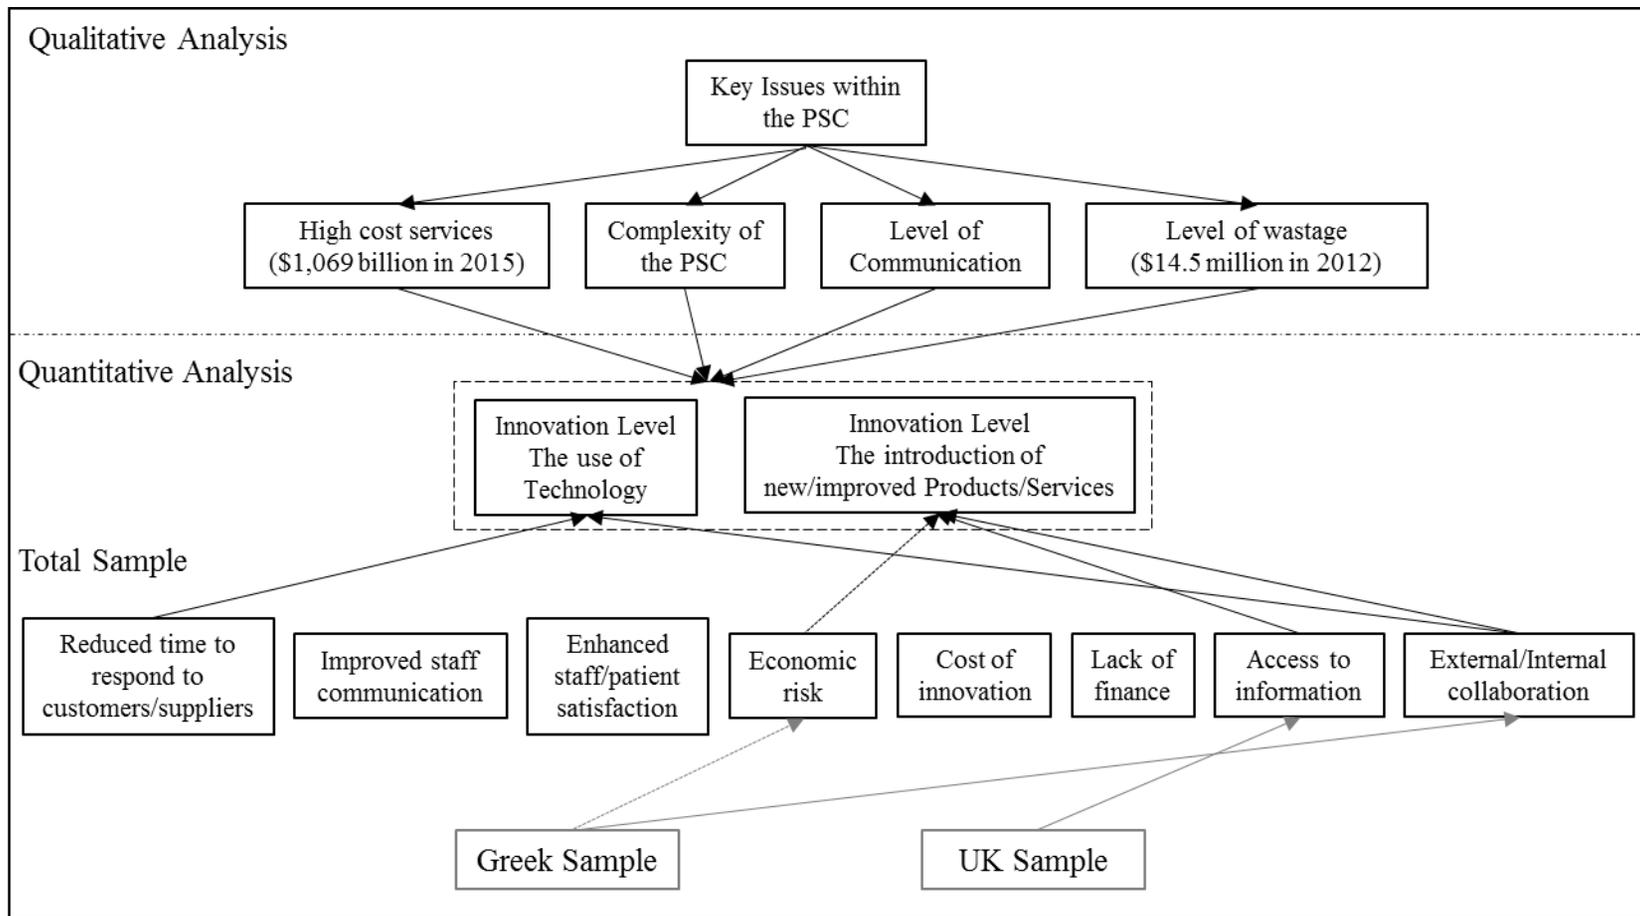 Qualitative Analysis
Key Issues within
the PSC
High cost services
($1,069 billion in 2015)
Complexity of
the PSC
Level of
Communication
Level of wastage
($14.5 million in 2012)
Quantitative Analysis
Innovation Level
The use of
Technology
Innovation Level
The introduction of
new/improved Products/Services
Total Sample
Reduced time to
respond to
customers/suppliers
Improved staff
communication
Enhanced
staff/patient
satisfaction
Economic
risk
Cost of
innovation
Lack of
finance
Access to
information
External/Internal
collaboration
Greek Sample
UK Sample